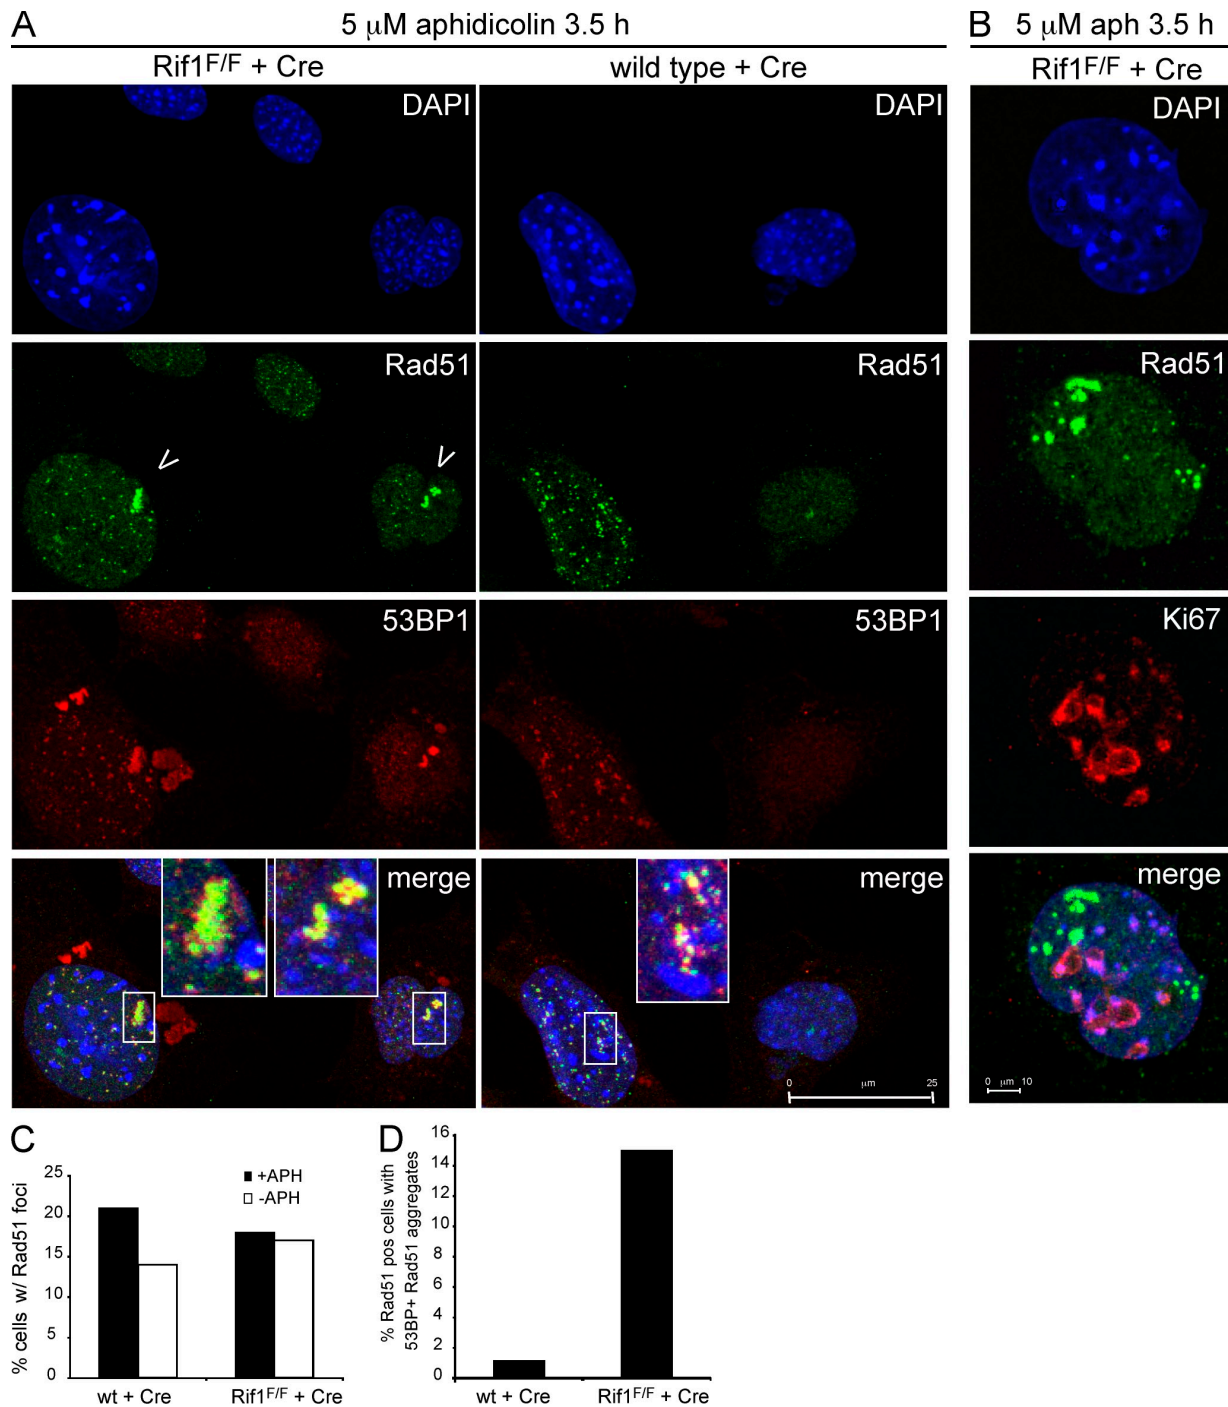 A
5 μM aphidicolin 3.5 h
Rif1F/F + Cre
wild type + Cre
DAPI
DAPI
Rad51
Rad51
53BP1
53BP1
merge
merge
0 μm 25
B
5 μM aph 3.5 h
Rif1F/F + Cre
DAPI
Rad51
Ki67
merge
0 μm 10
C
% cells w/ Rad51 foci
25
20
15
10
5
0
+APH
-APH
wt + Cre
Rif1F/F + Cre
D
% Rad51 pos cells with
53BP+ Rad51 aggregates
16
14
12
10
8
6
4
2
0
wt + Cre
Rif1F/F + Cre